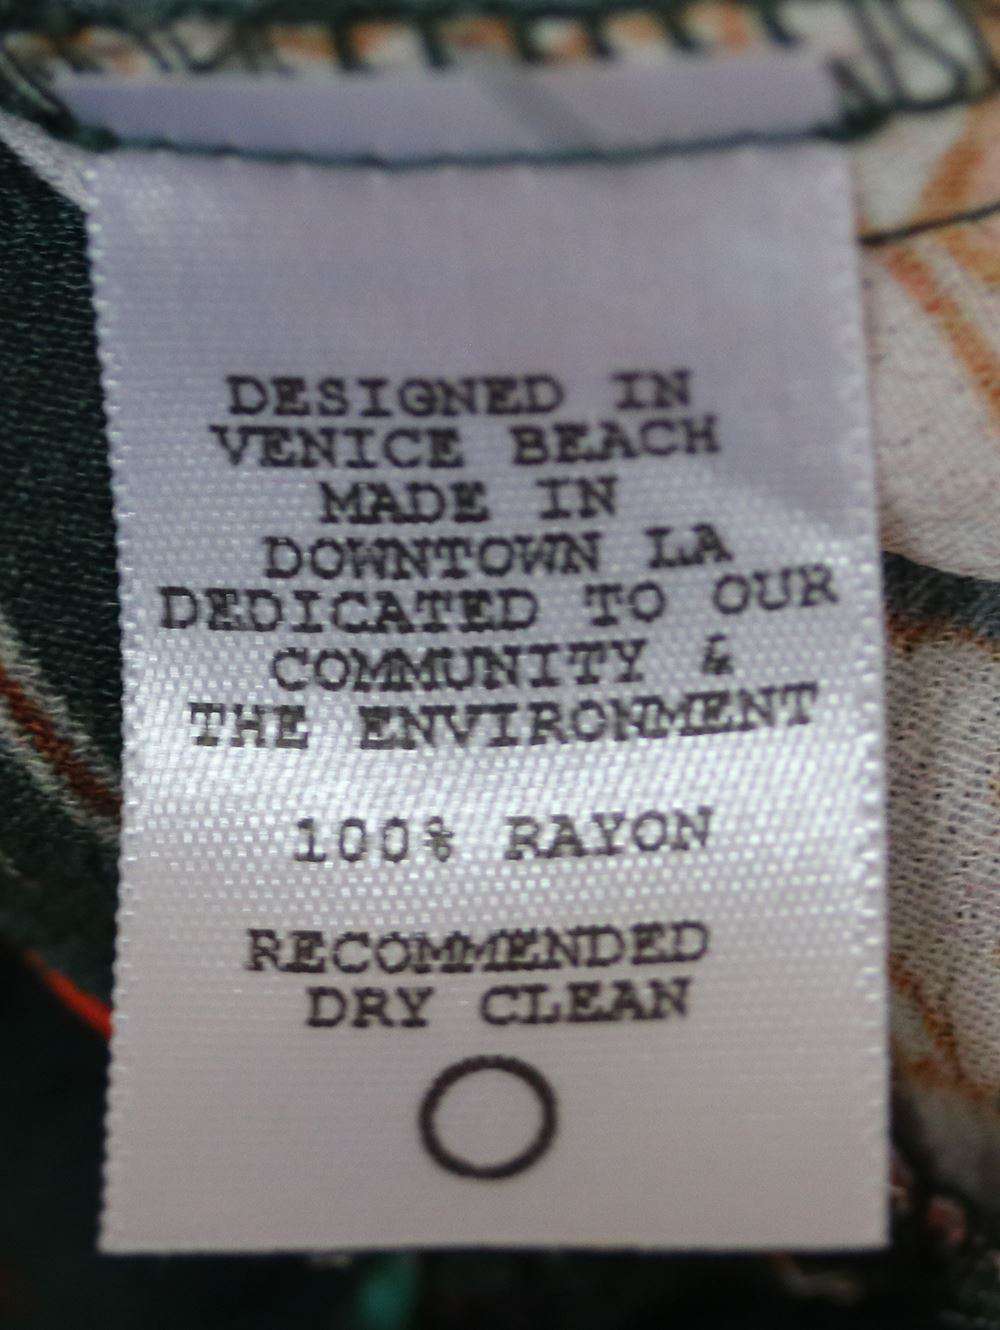 DESIGNED IN
VENICE BEACH
MADE IN
DOWNTOWN LA
DEDICATED TO OUR
COMMUNITY &
THE ENVIRONMENT
100% RAYON
RECOMMENDED
DRY CLEAN